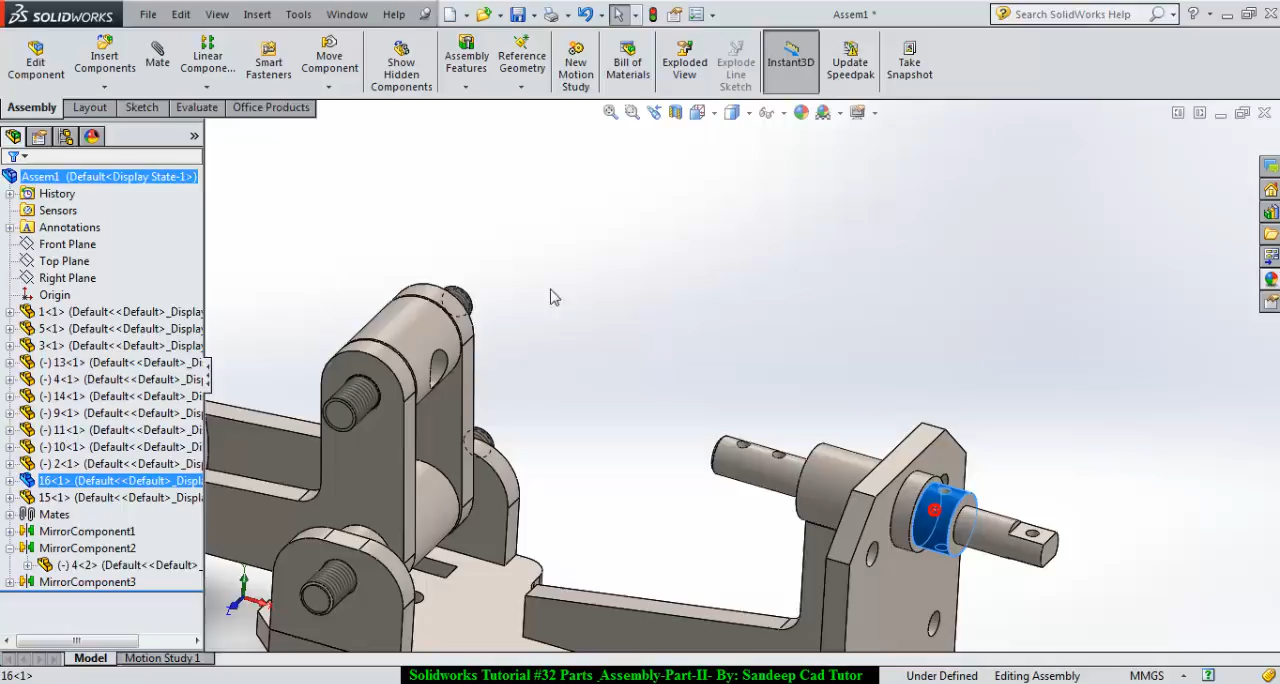 SOLIDWORKS File Edit View Insert Tools Window Help Assem1 * Search SolidWorks Help
Edit Component
Insert Components
Mate
Linear Compone...
Smart Fasteners
Move Component
Show Hidden Components
Assembly Features
Reference Geometry
New Motion Study
Bill of Materials
Exploded View
Explode Line Sketch
Instant3D
Update Speedpak
Take Snapshot
Assembly Layout Sketch Evaluate Office Products
Assem1 (Default<Display State-1>)
History
Sensors
Annotations
Front Plane
Top Plane
Right Plane
Origin
1<1> (Default<<Default>_Display
5<1> (Default<<Default>_Display
3<1> (Default<<Default>_Display
(-) 13<1> (Default<<Default>_Di
(-) 4<1> (Default<<Default>_Disp
(-) 14<1> (Default<<Default>_Dis
(-) 9<1> (Default<<Default>_Disp
(-) 11<1> (Default<<Default>_Di
(-) 10<1> (Default<<Default>_Di
(-) 2<1> (Default<<Default>_Disp
16<1> (Default<<Default>_Displ
15<1> (Default<<Default>_Displ
Mates
MirrorComponent1
MirrorComponent2
(-) 4<2> (Default<<Default>_
MirrorComponent3
Model Motion Study 1
16<1> Solidworks Tutorial #32 Parts Assembly-Part-II- By: Sandeep Cad Tutor Under Defined Editing Assembly MMGS